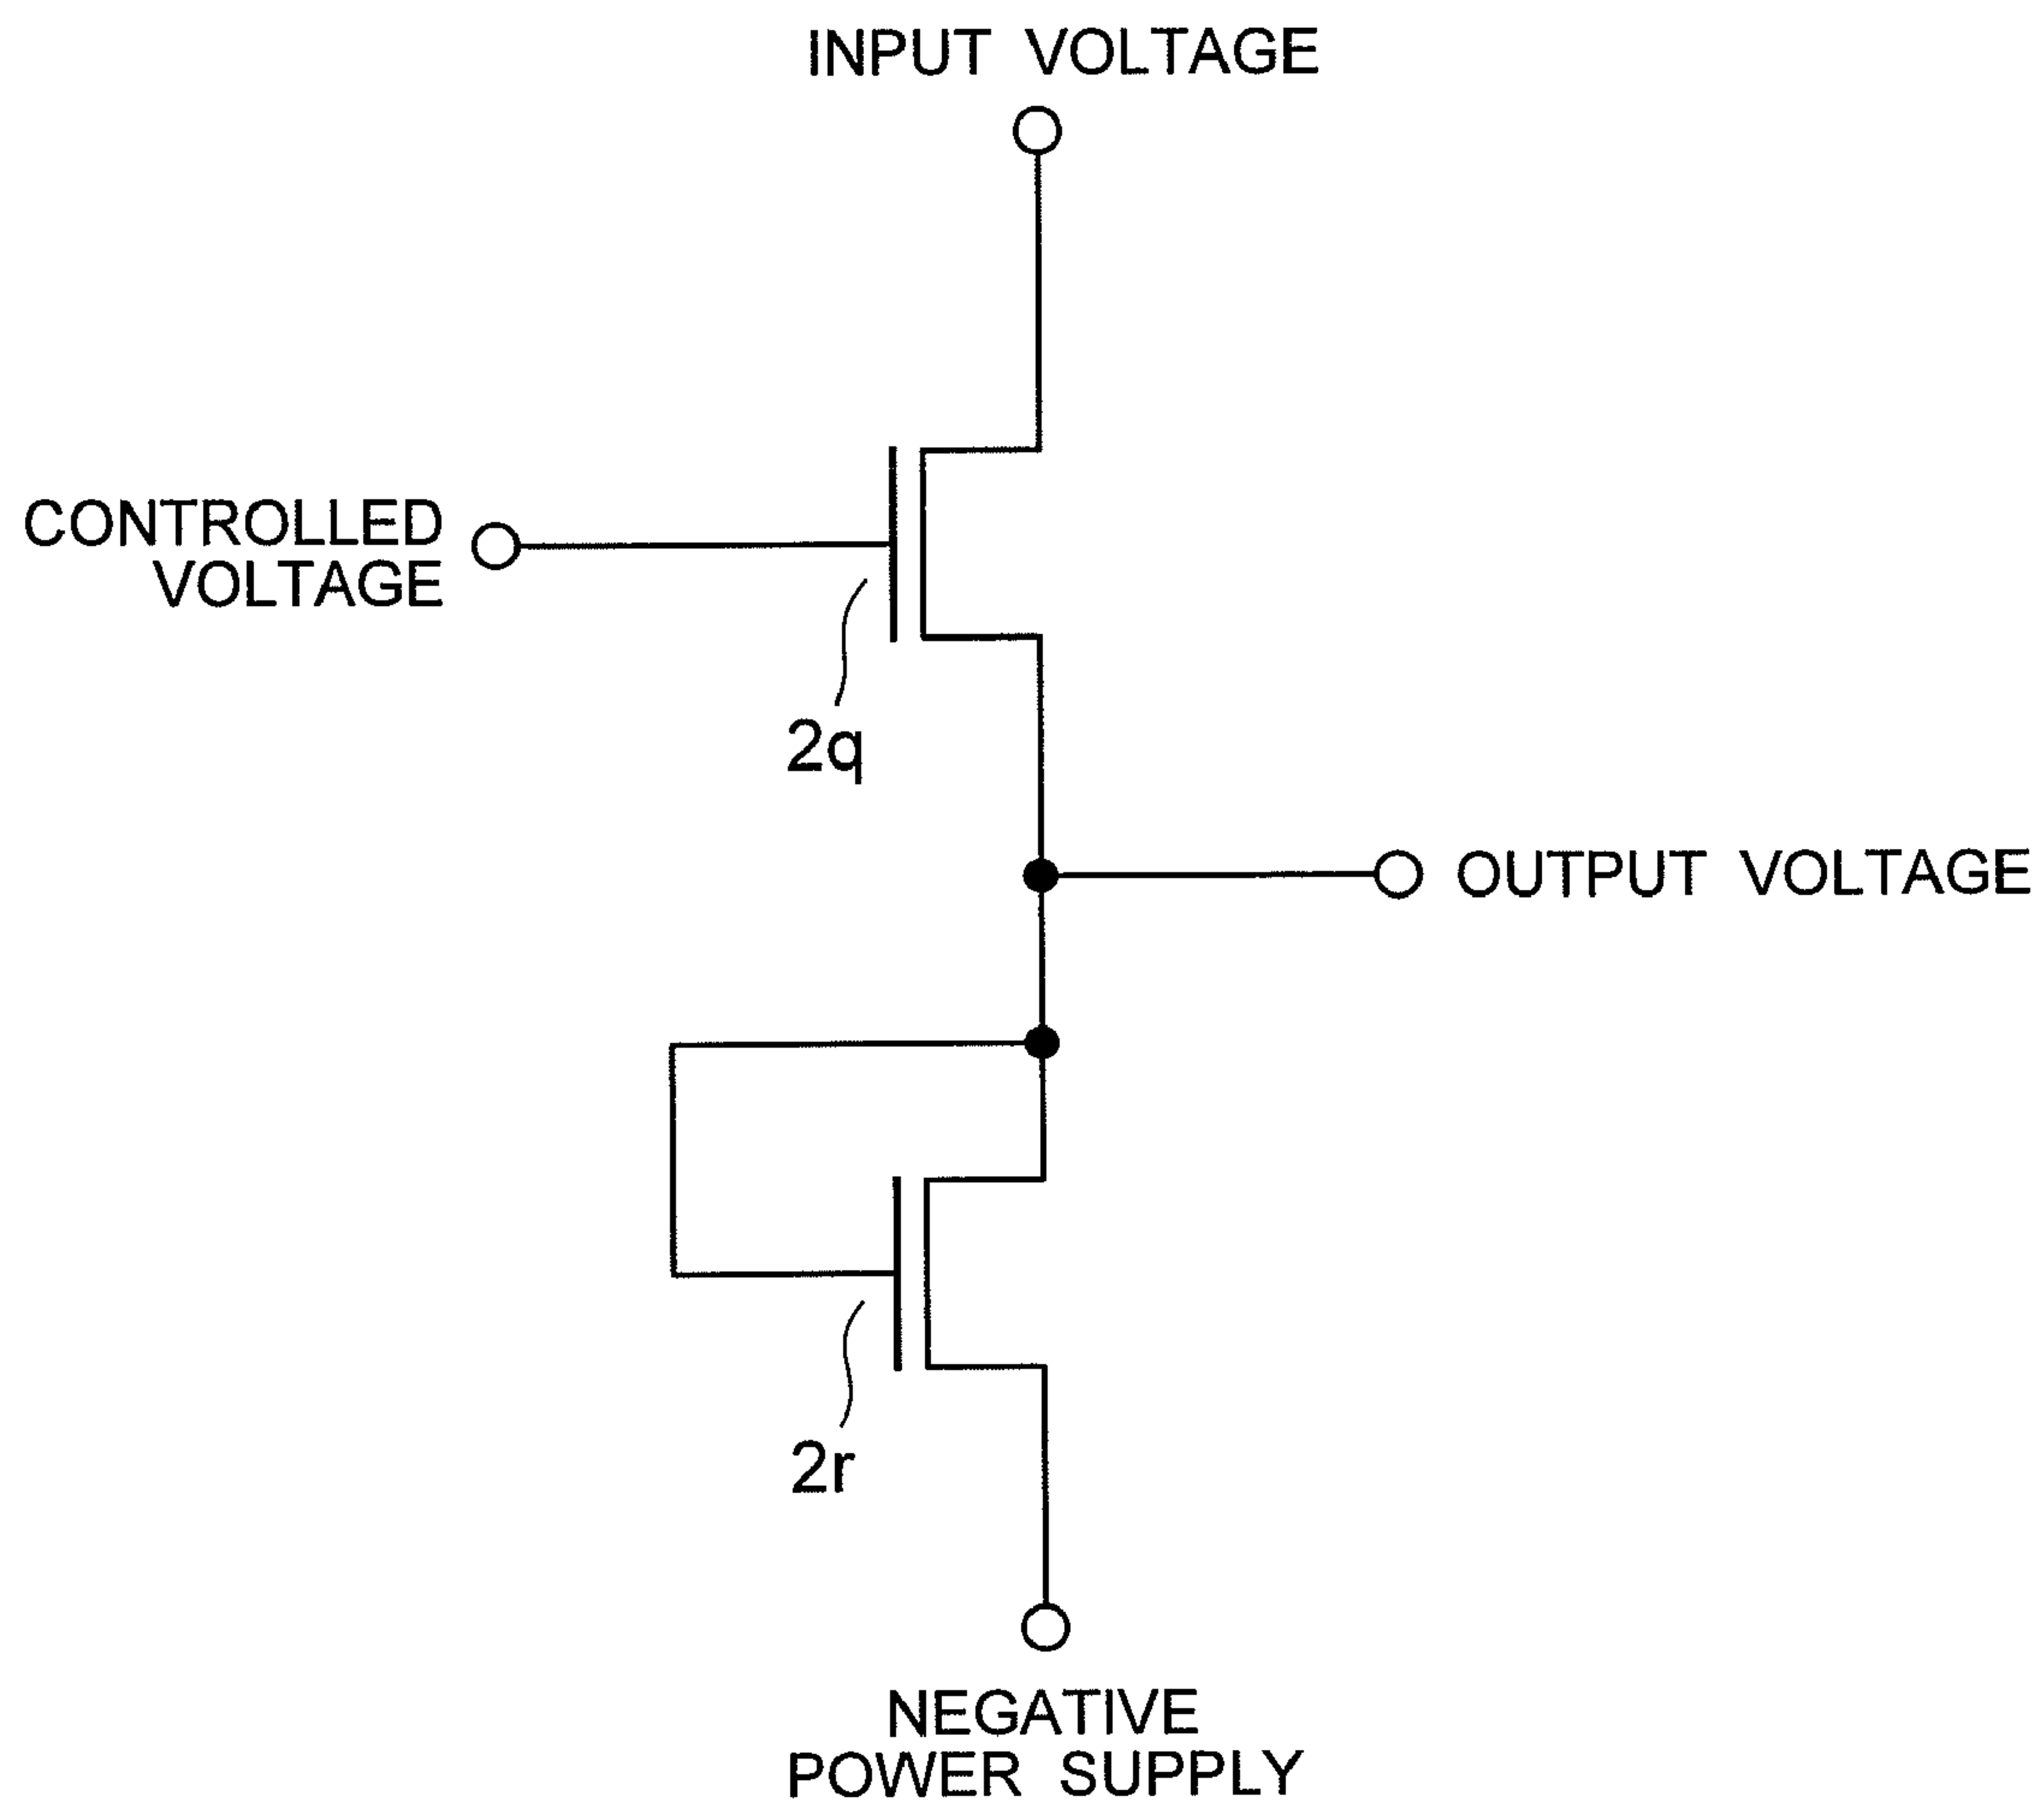 INPUT VOLTAGE
CONTROLLED
VOLTAGE
2q
OUTPUT VOLTAGE
2r
NEGATIVE
POWER SUPPLY